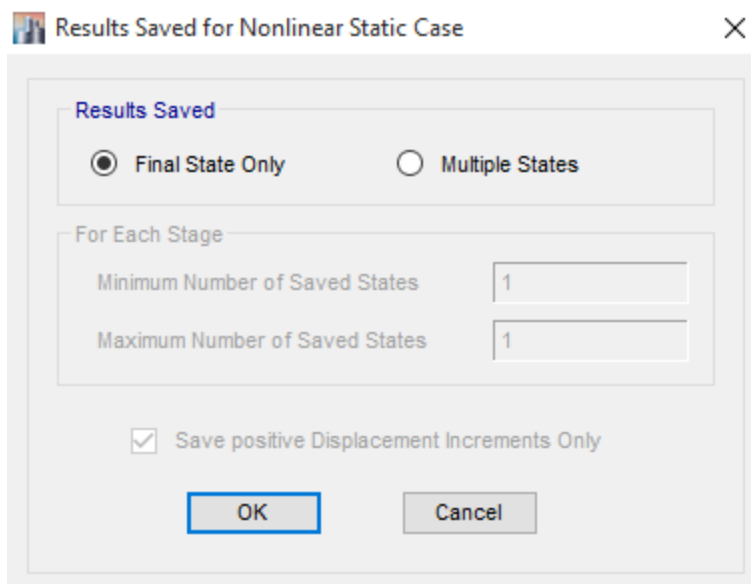 Results Saved for Nonlinear Static Case
Results Saved
Final State Only Multiple States
For Each Stage
Minimum Number of Saved States 1
Maximum Number of Saved States 1
Save positive Displacement Increments Only
OK Cancel